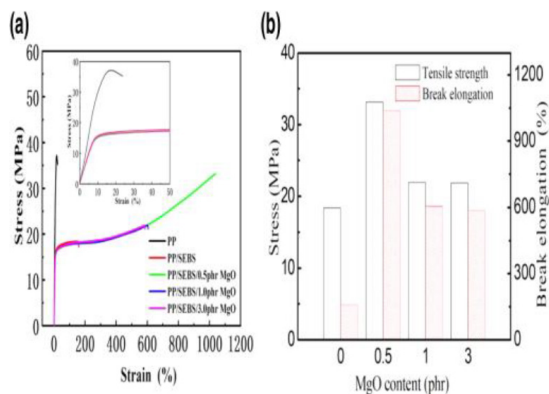 (a)
60
50
40
30
20
10
0
Stress (MPa)
0 200 400 600 800 1000 1200
Strain (%)
40
30
20
10
0
Stress (MPa)
0 10 20 30 40 50
Strain (%)
PP
PP/SEBS
PP/SEBS/0.5phr MgO
PP/SEBS/1.0phr MgO
PP/SEBS/3.0phr MgO
(b)
40
30
20
10
0
Stress (MPa)
Tensile strength
Break elongation
1200
900
600
300
0
Break elongation (%)
0 0.5 1 3
MgO content (phr)